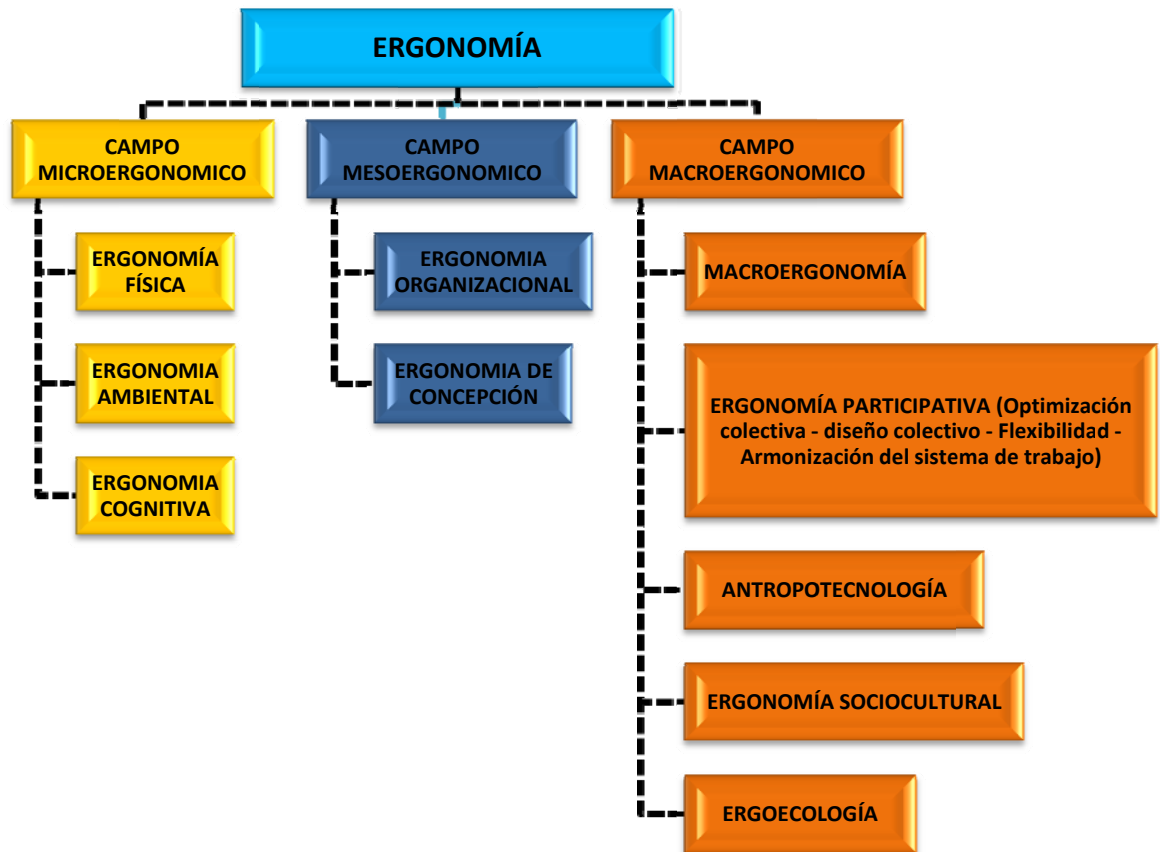 ERGONOMÍA
CAMPO
MICROERGONOMICO
ERGONOMÍA
FÍSICA
ERGONOMIA
AMBIENTAL
ERGONOMIA
COGNITIVA
CAMPO
MESOERGONOMICO
ERGONOMIA
ORGANIZACIONAL
ERGONOMIA DE
CONCEPCIÓN
CAMPO
MACROERGONOMICO
MACROERGONOMÍA
ERGONOMÍA PARTICIPATIVA (Optimización
colectiva - diseño colectivo - Flexibilidad -
Armonización del sistema de trabajo)
ANTROPOTECNOLOGÍA
ERGONOMÍA SOCIOCULTURAL
ERGOECOLOGÍA